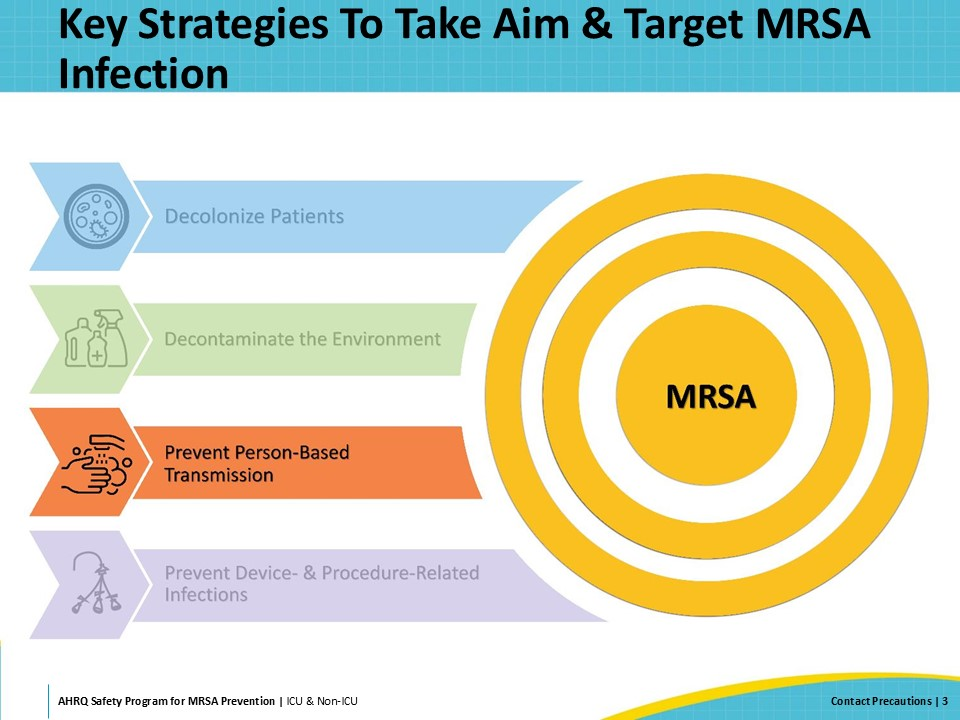 Key Strategies To Take Aim & Target MRSA
Infection
Decolonize Patients
Decontaminate the Environment
Prevent Person-Based
Transmission
Prevent Device- & Procedure-Related
Infections
MRSA
AHRQ Safety Program for MRSA Prevention | ICU & Non-ICU
Contact Precautions | 3